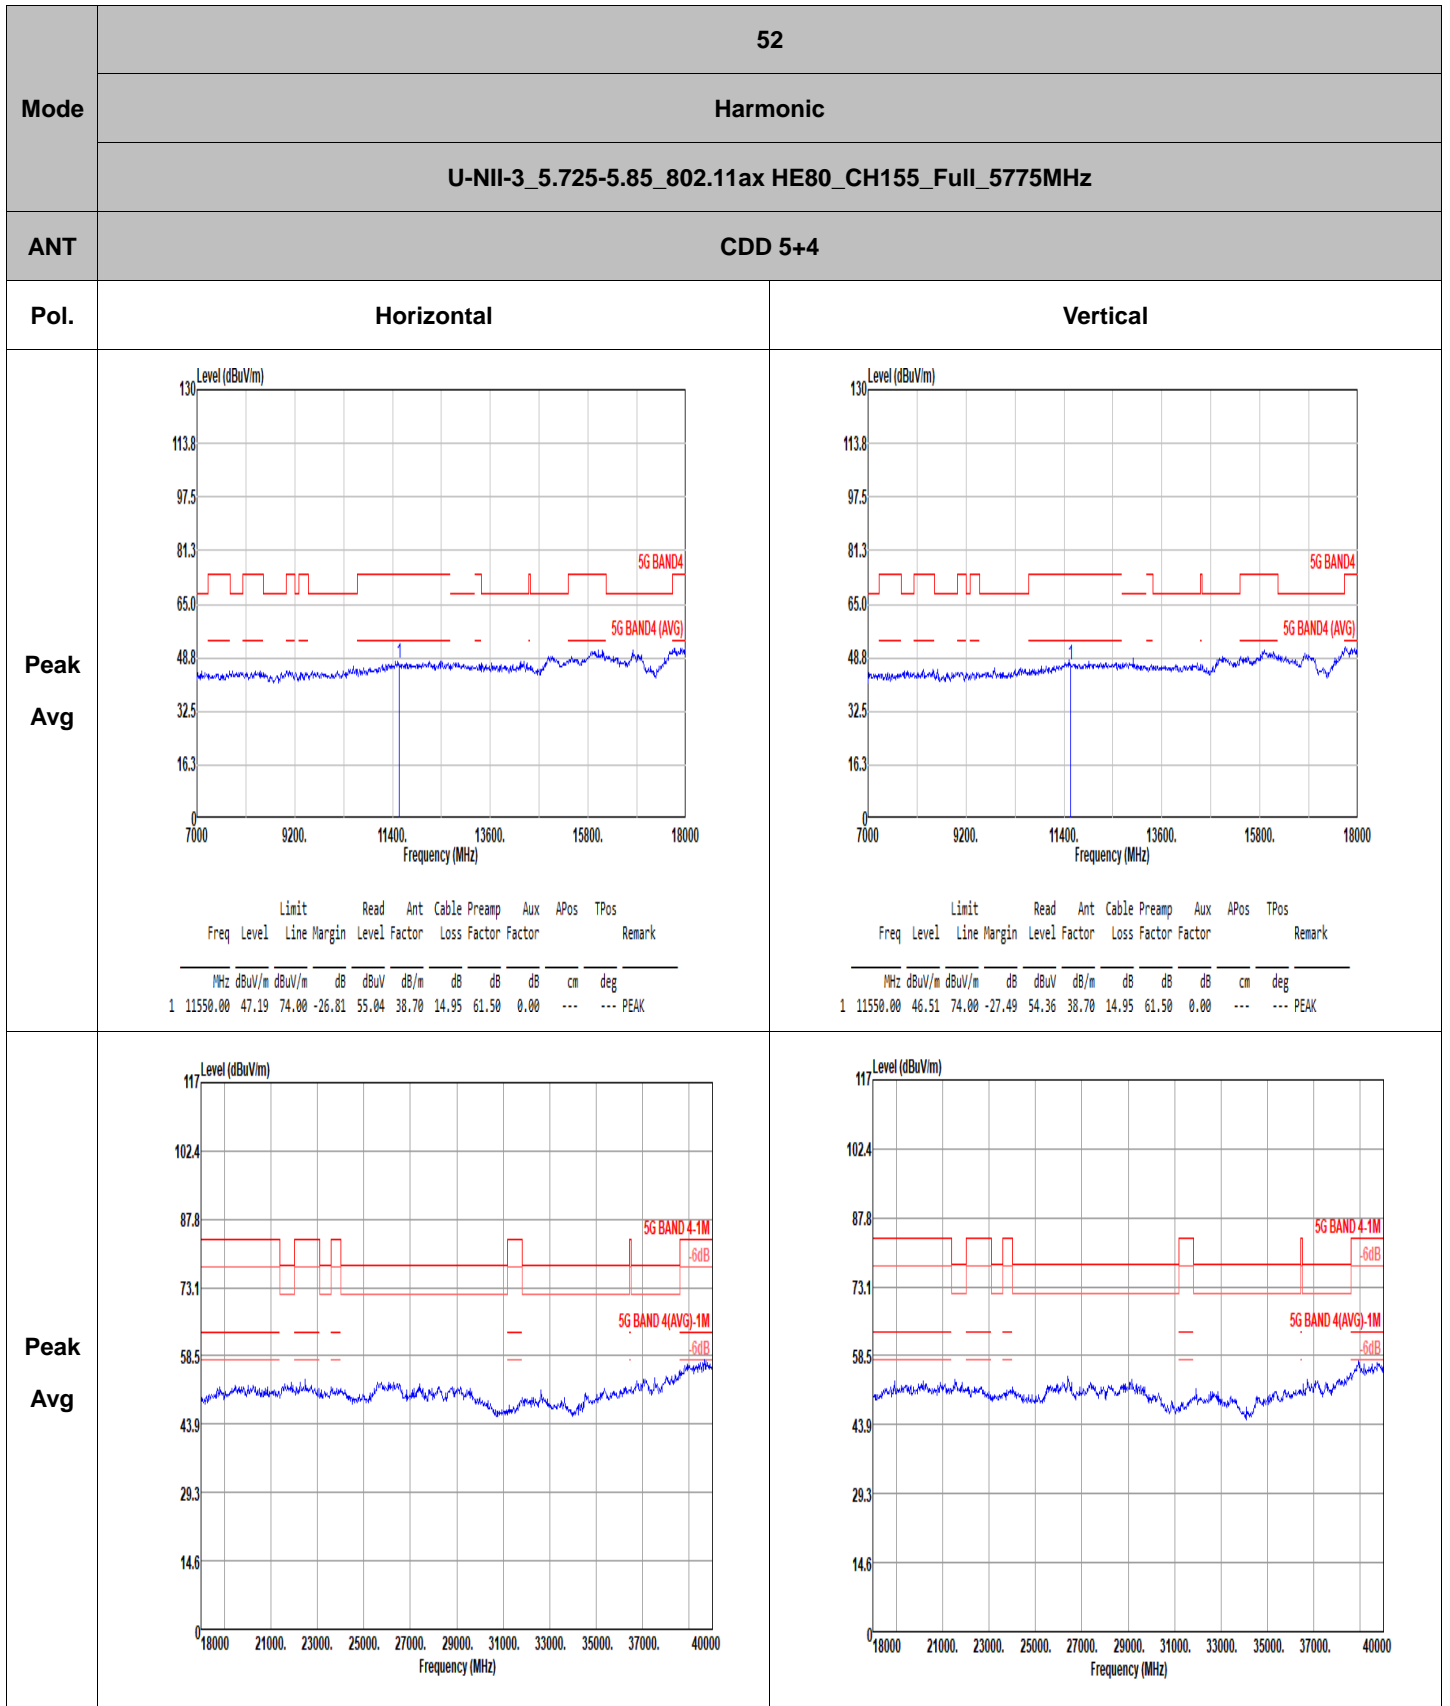 Mode
52
Harmonic
U-NII-3_5.725-5.85_802.11ax HE80_CH155_Full_5775MHz
ANT
CDD 5+4
Pol.
Horizontal
Vertical
Peak
Avg
Level (dBuV/m)
130
113.8
97.5
81.3
65.0
48.8
32.5
16.3
0
5G BAND4
5G BAND4 (AVG)
1
7000 9200. 11400. 13600. 15800. 18000
Frequency (MHz)
Limit Read Ant Cable Preamp Aux APos TPos
Freq Level Line Margin Level Factor Loss Factor Factor Remark
MHz dBuV/m dBuV/m dB dBuV dB/m dB dB dB cm deg
1 11550.00 47.19 74.00 -26.81 55.04 38.70 14.95 61.50 0.00 --- --- PEAK
Level (dBuV/m)
130
113.8
97.5
81.3
65.0
48.8
32.5
16.3
0
5G BAND4
5G BAND4 (AVG)
1
7000 9200. 11400. 13600. 15800. 18000
Frequency (MHz)
Limit Read Ant Cable Preamp Aux APos TPos
Freq Level Line Margin Level Factor Loss Factor Factor Remark
MHz dBuV/m dBuV/m dB dBuV dB/m dB dB dB cm deg
1 11550.00 46.51 74.00 -27.49 54.36 38.70 14.95 61.50 0.00 --- --- PEAK
Peak
Avg
Level (dBuV/m)
117
102.4
87.8
73.1
58.5
43.9
29.3
14.6
0
5G BAND 4-1M
-6dB
5G BAND 4(AVG)-1M
-6dB
18000 21000. 23000. 25000. 27000. 29000. 31000. 33000. 35000. 37000. 40000
Frequency (MHz)
Level (dBuV/m)
117
102.4
87.8
73.1
58.5
43.9
29.3
14.6
0
5G BAND 4-1M
-6dB
5G BAND 4(AVG)-1M
-6dB
18000 21000. 23000. 25000. 27000. 29000. 31000. 33000. 35000. 37000. 40000
Frequency (MHz)